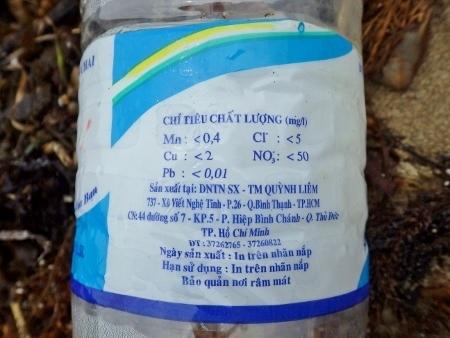 MAI
CHỈ TIÊU CHẤT LƯỢNG (mg/l)
Mn : < 0,4 Cl⁻ : < 5
Cu : < 2 NO₃⁻: < 50
Pb : < 0,01
Sản xuất tại: DNTN SX - TM QUỲNH LIÊM
737 - Xô Viết Nghệ Tĩnh - P.26 - Q.Bình Thạnh - TP.HCM
CN: 44 đường số 7 - KP.5 - P. Hiệp Bình Chánh - Q. Thủ Đức
TP. Hồ Chí Minh
ĐT : 37262765 - 37260822
Ngày sản xuất : In trên nhãn nắp
Hạn sử dụng : In trên nhãn nắp
Bảo quản nơi râm mát
Bạn